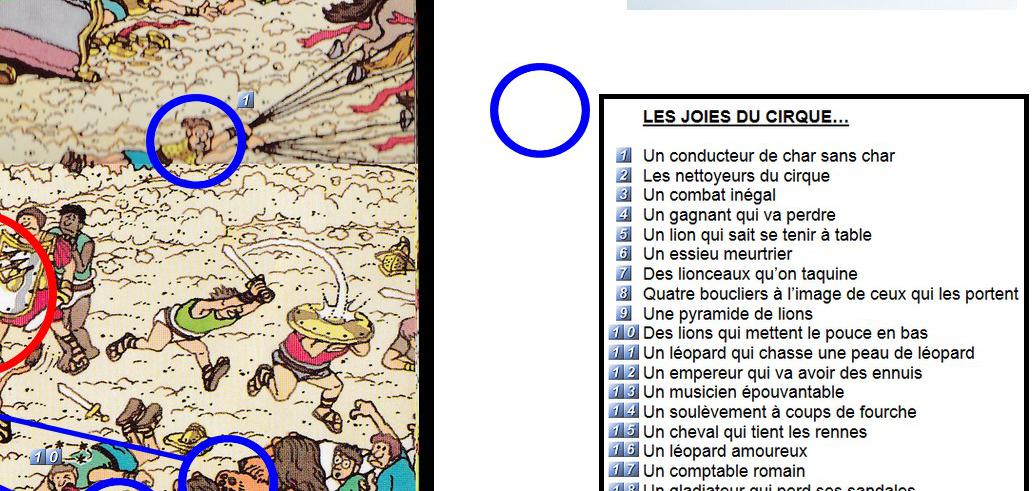 1
10
LES JOIES DU CIRQUE…
1 Un conducteur de char sans char
2 Les nettoyeurs du cirque
3 Un combat inégal
4 Un gagnant qui va perdre
5 Un lion qui sait se tenir à table
6 Un essieu meurtrier
7 Des lionceaux qu’on taquine
8 Quatre boucliers à l’image de ceux qui les portent
9 Une pyramide de lions
10 Des lions qui mettent le pouce en bas
11 Un léopard qui chasse une peau de léopard
12 Un empereur qui va avoir des ennuis
13 Un musicien épouvantable
14 Un soulèvement à coups de fourche
15 Un cheval qui tient les rennes
16 Un léopard amoureux
17 Un comptable romain
18 Un gladiateur qui perd ses sandales